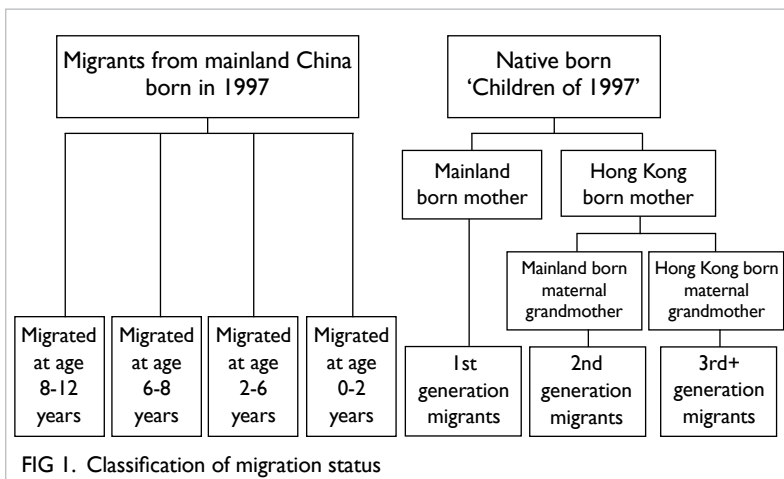 Migrants from mainland China
born in 1997
Native born
‘Children of 1997’
Mainland
born mother
Hong Kong
born mother
Mainland born
maternal
grandmother
Hong Kong born
maternal
grandmother
Migrated
at age
8-12
years
Migrated
at age
6-8
years
Migrated
at age
2-6
years
Migrated
at age
0-2
years
1st
generation
migrants
2nd
generation
migrants
3rd+
generation
migrants
FIG 1. Classification of migration status